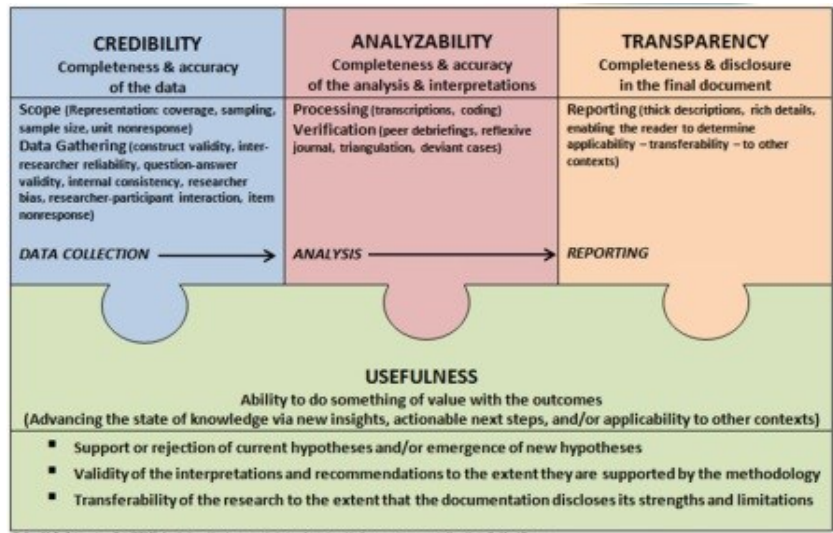 CREDIBILITY
Completeness & accuracy
of the data
ANALYZABILITY
Completeness & accuracy
of the analysis & interpretations
TRANSPARENCY
Completeness & disclosure
in the final document
Scope (Representation: coverage, sampling,
sample size, unit nonresponse)
Data Gathering (construct validity, inter-
researcher reliability, question-answer
validity, internal consistency, researcher
bias, researcher-participant interaction, item
nonresponse)
DATA COLLECTION
Processing (transcriptions, coding)
Verification (peer debriefings, reflexive
journal, triangulation, deviant cases)
ANALYSIS
Reporting (thick descriptions, rich details,
enabling the reader to determine
applicability – transferability – to other
contexts)
REPORTING
USEFULNESS
Ability to do something of value with the outcomes
(Advancing the state of knowledge via new insights, actionable next steps, and/or applicability to other contexts)
▪ Support or rejection of current hypotheses and/or emergence of new hypotheses
▪ Validity of the interpretations and recommendations to the extent they are supported by the methodology
▪ Transferability of the research to the extent that the documentation discloses its strengths and limitations